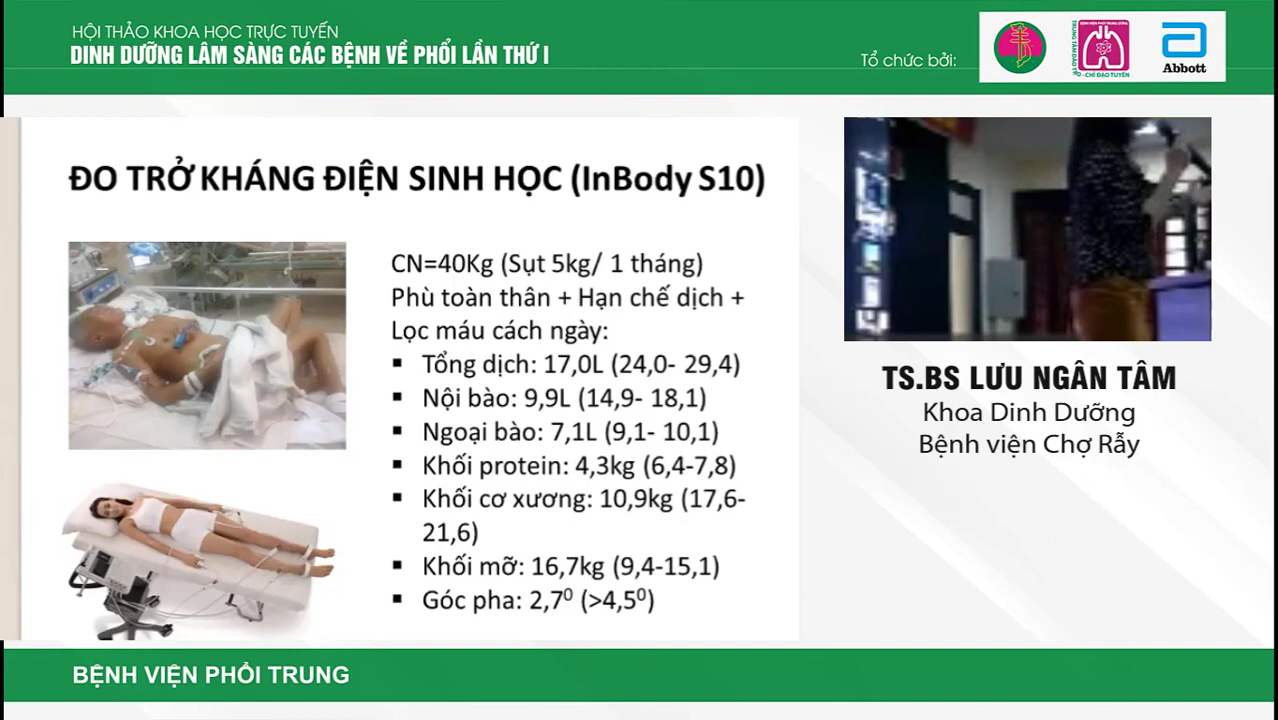 HỘI THẢO KHOA HỌC TRỰC TUYẾN
DINH DƯỠNG LÂM SÀNG CÁC BỆNH VỀ PHỔI LẦN THỨ I
Tổ chức bởi:
Abbott
ĐO TRỞ KHÁNG ĐIỆN SINH HỌC (InBody S10)
CN=40Kg (Sụt 5kg/ 1 tháng)
Phù toàn thân + Hạn chế dịch +
Lọc máu cách ngày:
▪ Tổng dịch: 17,0L (24,0- 29,4)
▪ Nội bào: 9,9L (14,9- 18,1)
▪ Ngoại bào: 7,1L (9,1- 10,1)
▪ Khối protein: 4,3kg (6,4-7,8)
▪ Khối cơ xương: 10,9kg (17,6-
21,6)
▪ Khối mỡ: 16,7kg (9,4-15,1)
▪ Góc pha: 2,7⁰ (>4,5⁰)
TS.BS LƯU NGÂN TÂM
Khoa Dinh Dưỡng
Bệnh viện Chợ Rẫy
BỆNH VIỆN PHỔI TRUNG